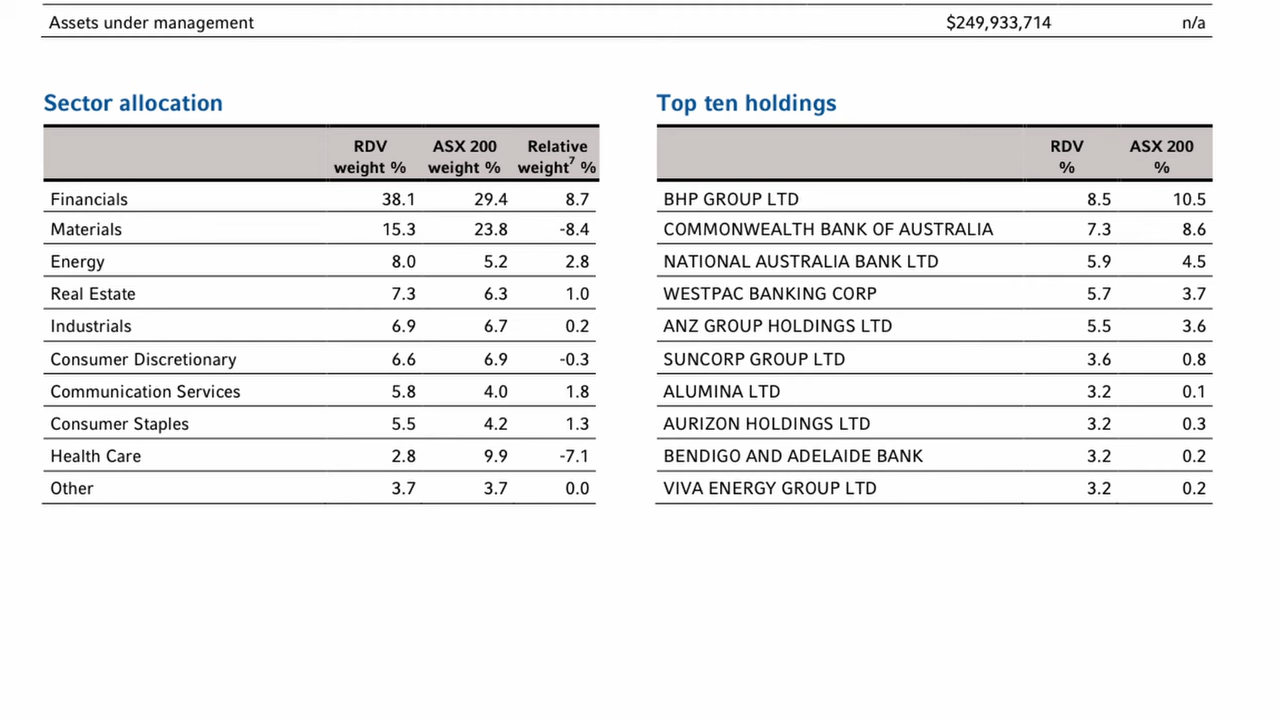 Assets under management $249,933,714 n/a
Sector allocation
RDV ASX 200 Relative
weight % weight % weight7 %
Financials 38.1 29.4 8.7
Materials 15.3 23.8 -8.4
Energy 8.0 5.2 2.8
Real Estate 7.3 6.3 1.0
Industrials 6.9 6.7 0.2
Consumer Discretionary 6.6 6.9 -0.3
Communication Services 5.8 4.0 1.8
Consumer Staples 5.5 4.2 1.3
Health Care 2.8 9.9 -7.1
Other 3.7 3.7 0.0
Top ten holdings
RDV ASX 200
% %
BHP GROUP LTD 8.5 10.5
COMMONWEALTH BANK OF AUSTRALIA 7.3 8.6
NATIONAL AUSTRALIA BANK LTD 5.9 4.5
WESTPAC BANKING CORP 5.7 3.7
ANZ GROUP HOLDINGS LTD 5.5 3.6
SUNCORP GROUP LTD 3.6 0.8
ALUMINA LTD 3.2 0.1
AURIZON HOLDINGS LTD 3.2 0.3
BENDIGO AND ADELAIDE BANK 3.2 0.2
VIVA ENERGY GROUP LTD 3.2 0.2